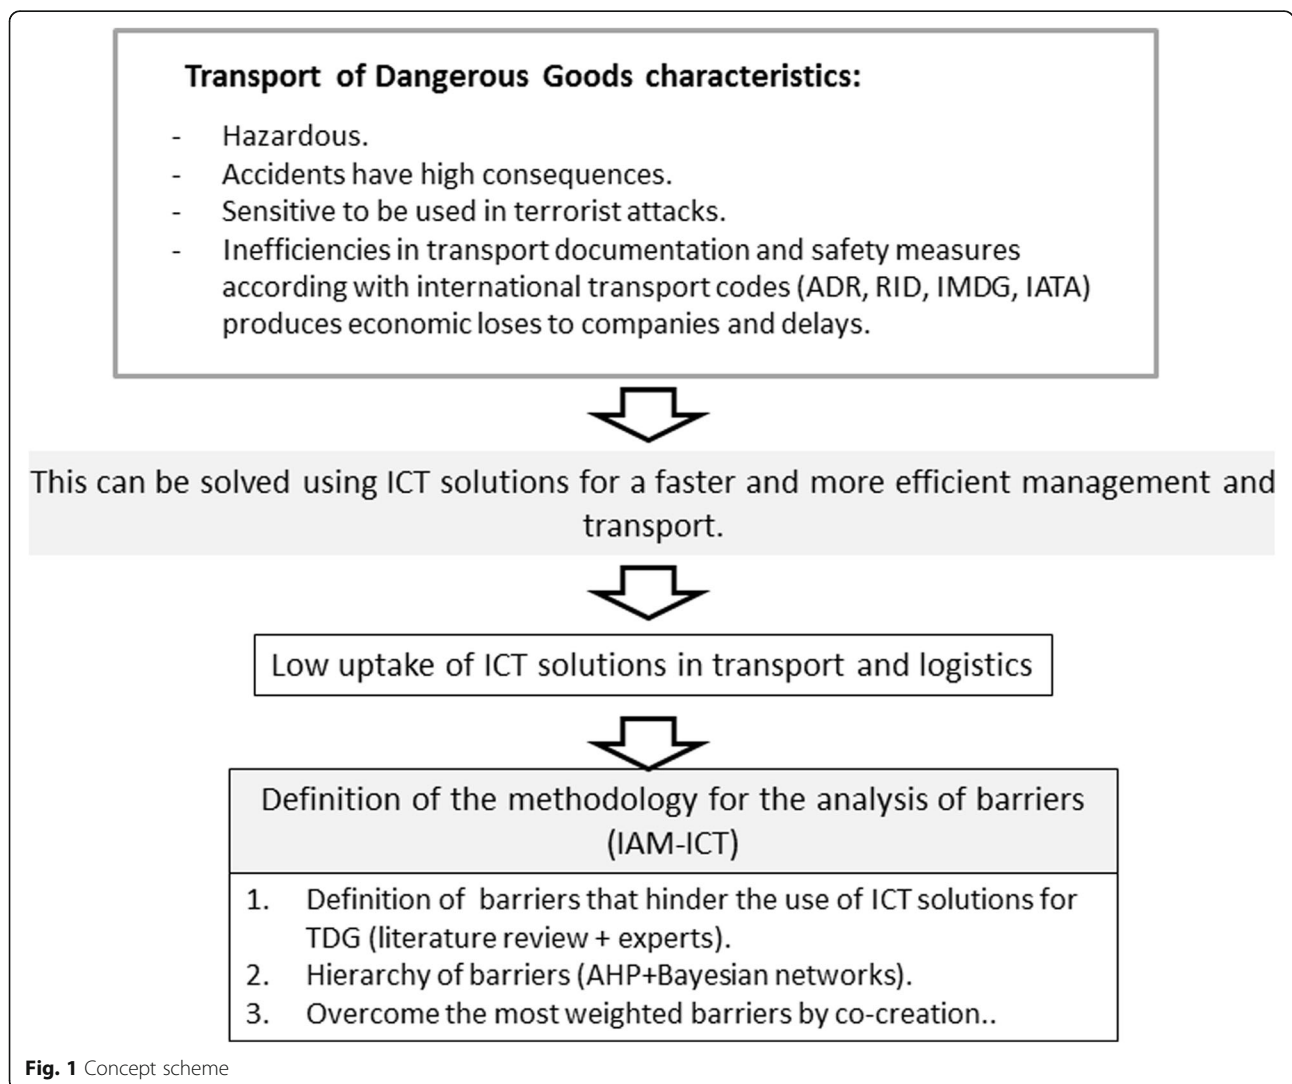 Transport of Dangerous Goods characteristics:
- Hazardous.
- Accidents have high consequences.
- Sensitive to be used in terrorist attacks.
- Inefficiencies in transport documentation and safety measures
according with international transport codes (ADR, RID, IMDG, IATA)
produces economic loses to companies and delays.
This can be solved using ICT solutions for a faster and more efficient management and
transport.
Low uptake of ICT solutions in transport and logistics
Definition of the methodology for the analysis of barriers
(IAM-ICT)
1. Definition of barriers that hinder the use of ICT solutions for
TDG (literature review + experts).
2. Hierarchy of barriers (AHP+Bayesian networks).
3. Overcome the most weighted barriers by co-creation..
Fig. 1 Concept scheme